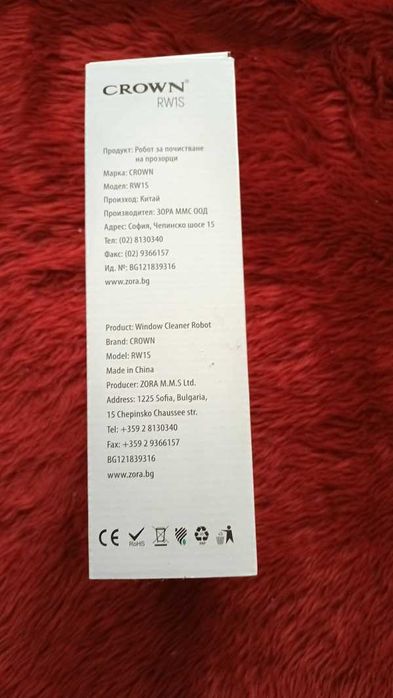 CROWN®
RW1S
Продукт: Робот за почистване
на прозорци
Марка: CROWN
Модел: RW1S
Произход: Китай
Производител: ЗОРА ММС ООД
Адрес: София, Чепинско шосе 15
Тел: (02) 8130340
Факс: (02) 9366157
Ид. №: BG121839316
www.zora.bg
Product: Window Cleaner Robot
Brand: CROWN
Model: RW1S
Made in China
Producer: ZORA M.M.S Ltd.
Address: 1225 Sofia, Bulgaria,
15 Chepinsko Chaussee str.
Tel: +359 2 8130340
Fax: +359 2 9366157
BG121839316
www.zora.bg
CE RoHS